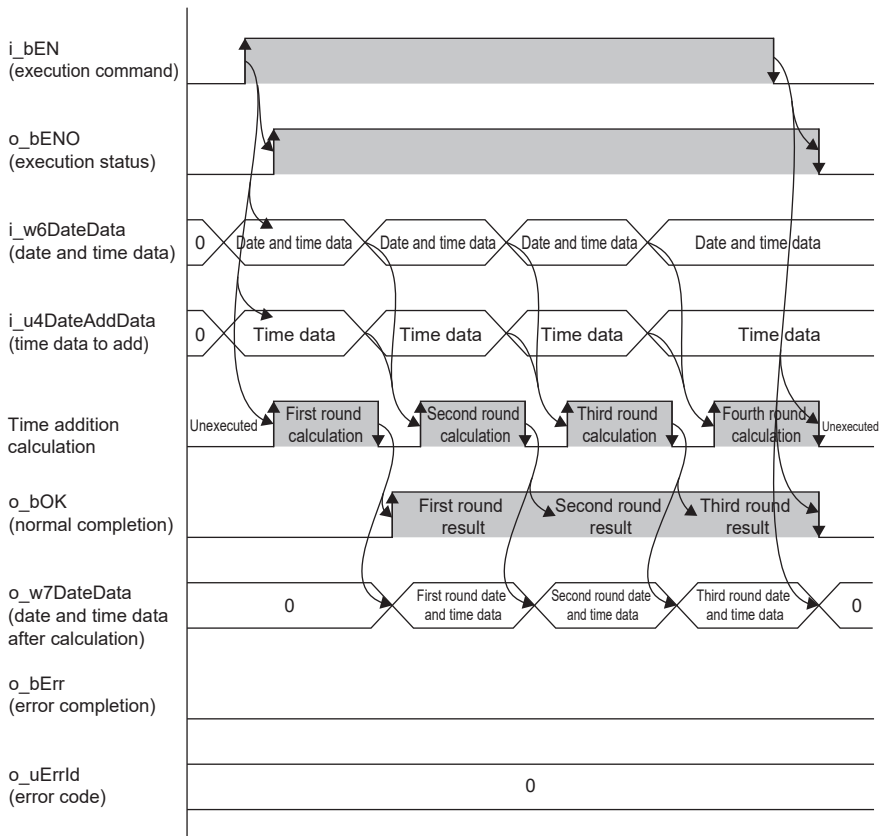 i_bEN
(execution command)
o_bENO
(execution status)
i_w6DateData
(date and time data)
0
Date and time data
Date and time data
Date and time data
Date and time data
i_u4DateAddData
(time data to add)
0
Time data
Time data
Time data
Time data
Time addition
calculation
Unexecuted
First round
calculation
Second round
calculation
Third round
calculation
Fourth round
calculation
Unexecuted
o_bOK
(normal completion)
First round
result
Second round
result
Third round
result
o_w7DateData
(date and time data
after calculation)
0
First round date
and time data
Second round date
and time data
Third round date
and time data
0
o_bErr
(error completion)
o_uErrId
(error code)
0